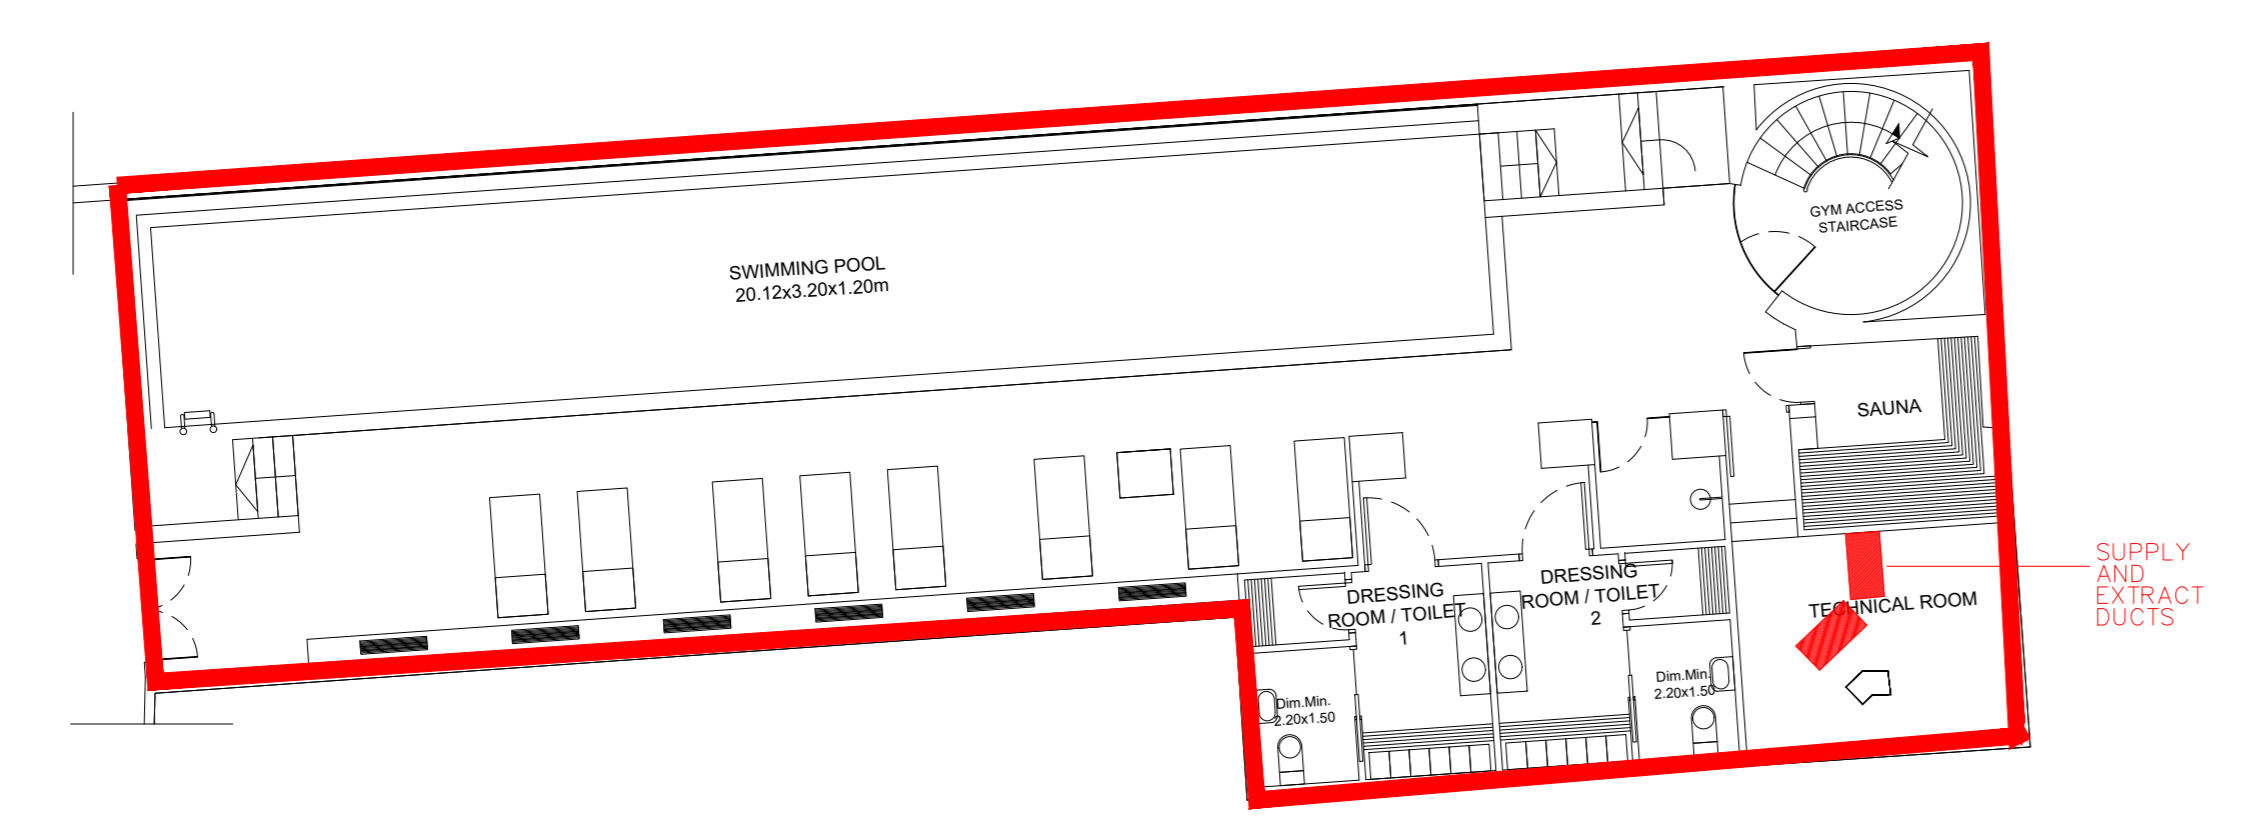 SWIMMING POOL
20.12x3.20x1.20m
GYM ACCESS
STAIRCASE
SAUNA
SUPPLY
AND
EXTRACT
DUCTS
TECHNICAL ROOM
DRESSING
ROOM / TOILET
1
DRESSING
ROOM / TOILET
2
Dim.Min.
2.20x1.50
Dim.Min.
2.20x1.50